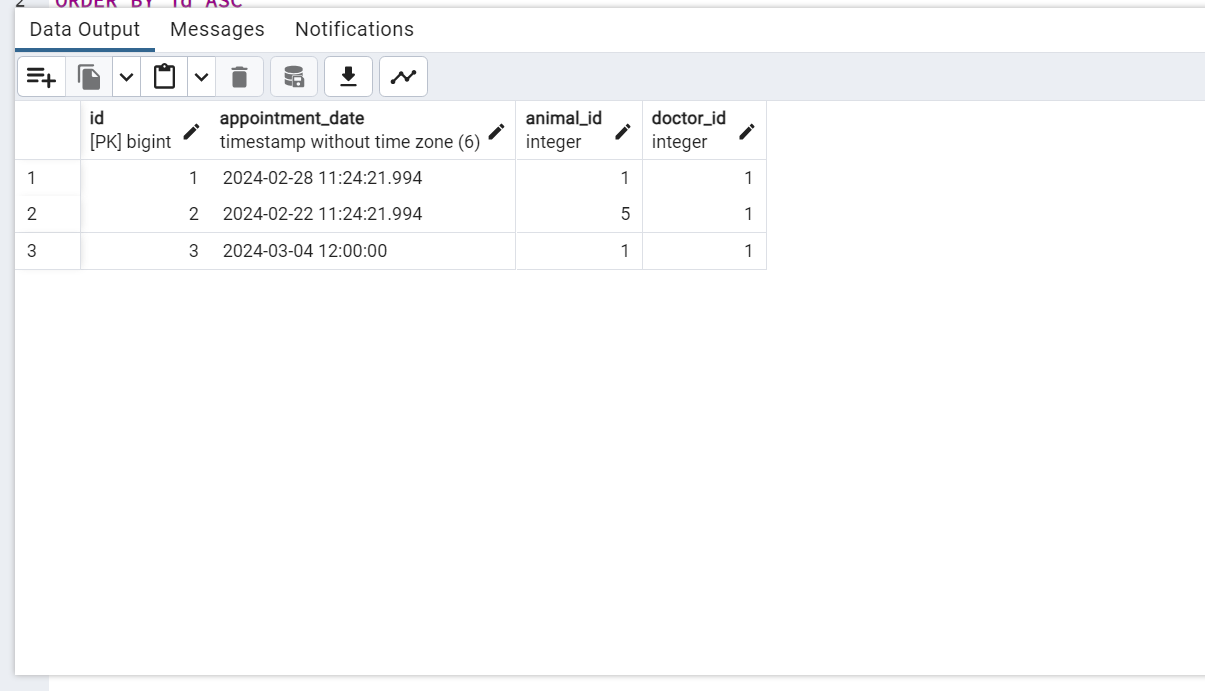 2 ORDER BY id ASC
Data Output Messages Notifications
id appointment_date animal_id doctor_id
[PK] bigint timestamp without time zone (6) integer integer
1 1 2024-02-28 11:24:21.994 1 1
2 2 2024-02-22 11:24:21.994 5 1
3 3 2024-03-04 12:00:00 1 1